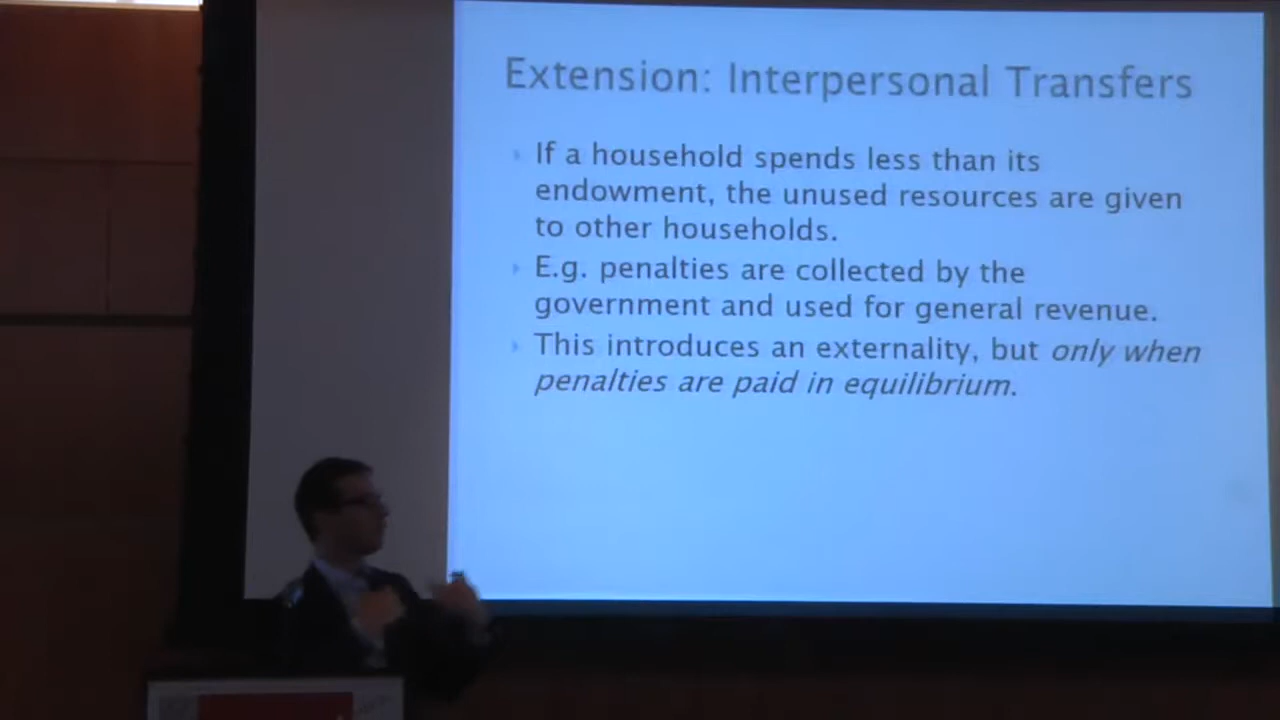 Extension: Interpersonal Transfers
If a household spends less than its
endowment, the unused resources are given
to other households.
E.g. penalties are collected by the
government and used for general revenue.
This introduces an externality, but only when
penalties are paid in equilibrium.